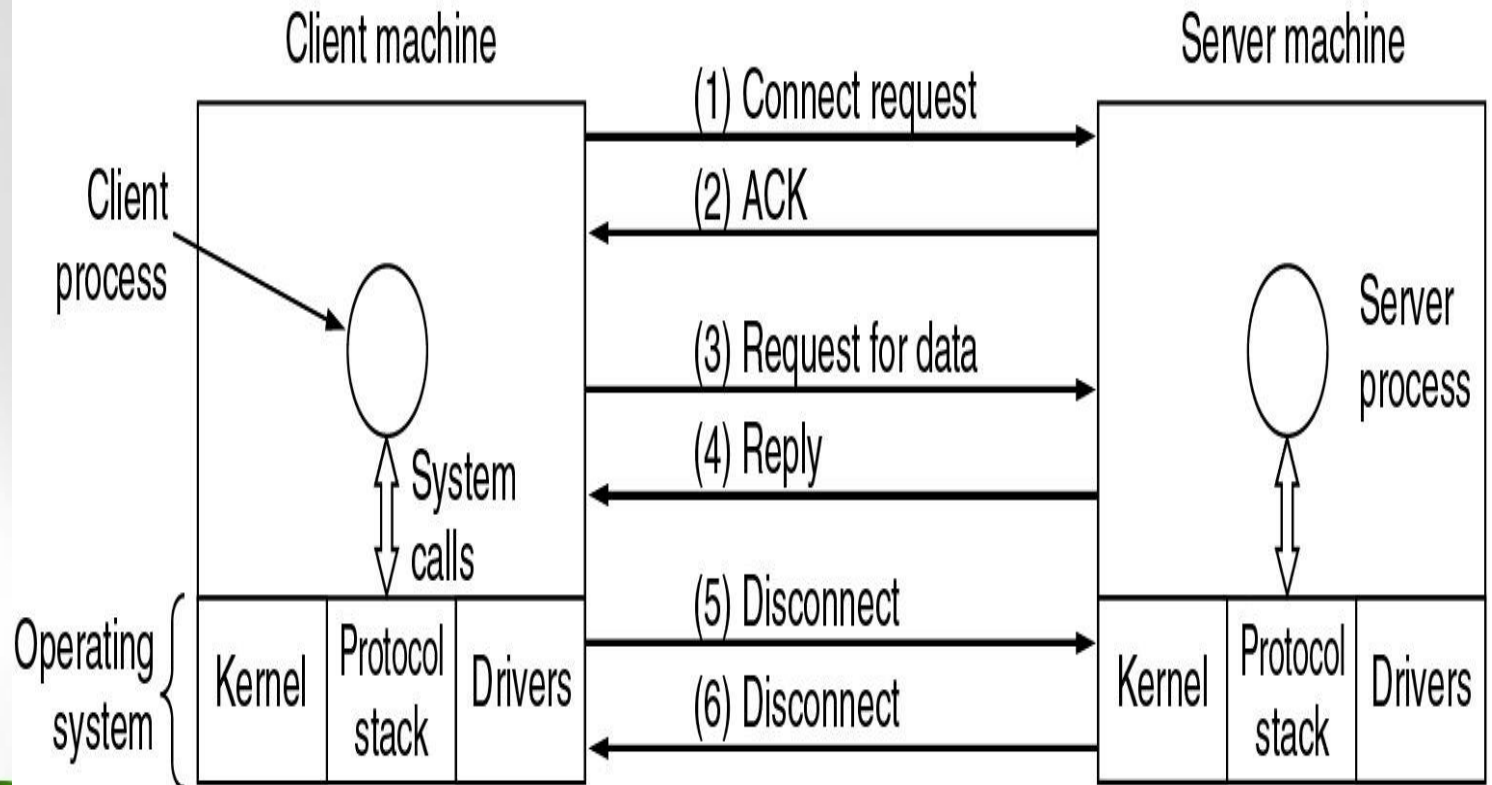 Client machine
Server machine
(1) Connect request
(2) ACK
Client
process
(3) Request for data
Server
process
(4) Reply
System
calls
(5) Disconnect
Operating
system
Kernel
Protocol
stack
Drivers
(6) Disconnect
Kernel
Protocol
stack
Drivers